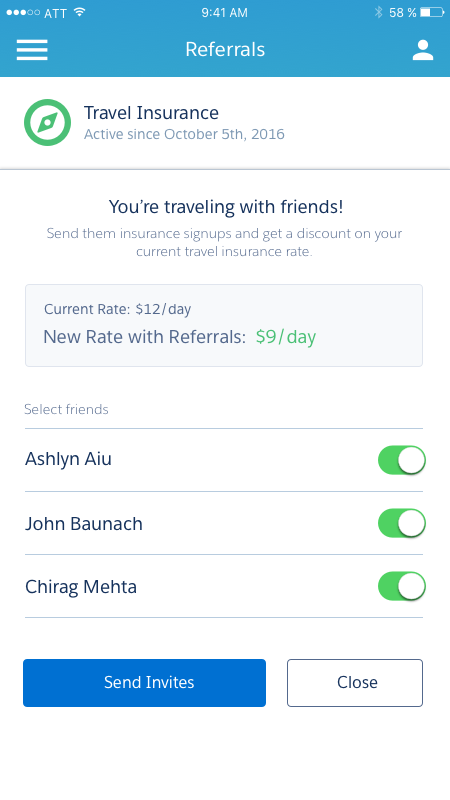 ATT 9:41 AM 58 %
Referrals
Travel Insurance
Active since October 5th, 2016
You’re traveling with friends!
Send them insurance signups and get a discount on your
current travel insurance rate.
Current Rate: $12/day
New Rate with Referrals: $9/day
Select friends
Ashlyn Aiu
John Baunach
Chirag Mehta
Send Invites Close